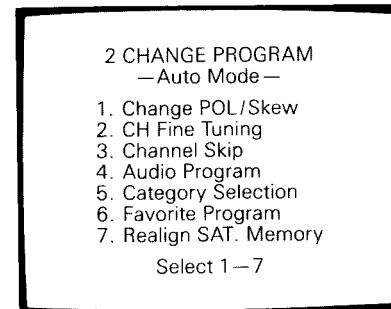 2 CHANGE PROGRAM
—Auto Mode—
1. Change POL/Skew
2. CH Fine Tuning
3. Channel Skip
4. Audio Program
5. Category Selection
6. Favorite Program
7. Realign SAT. Memory
Select 1—7